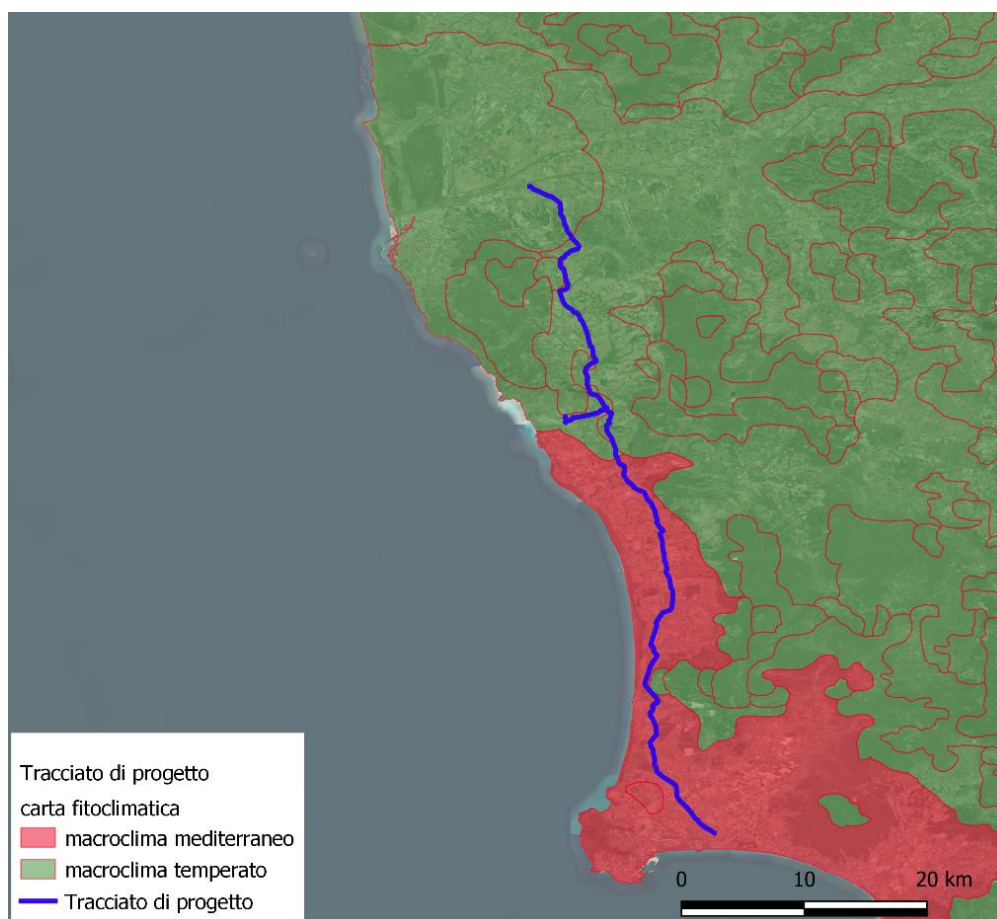 Tracciato di progetto
carta fitoclimatica
macroclima mediterraneo
macroclima temperato
Tracciato di progetto
0 10 20 km